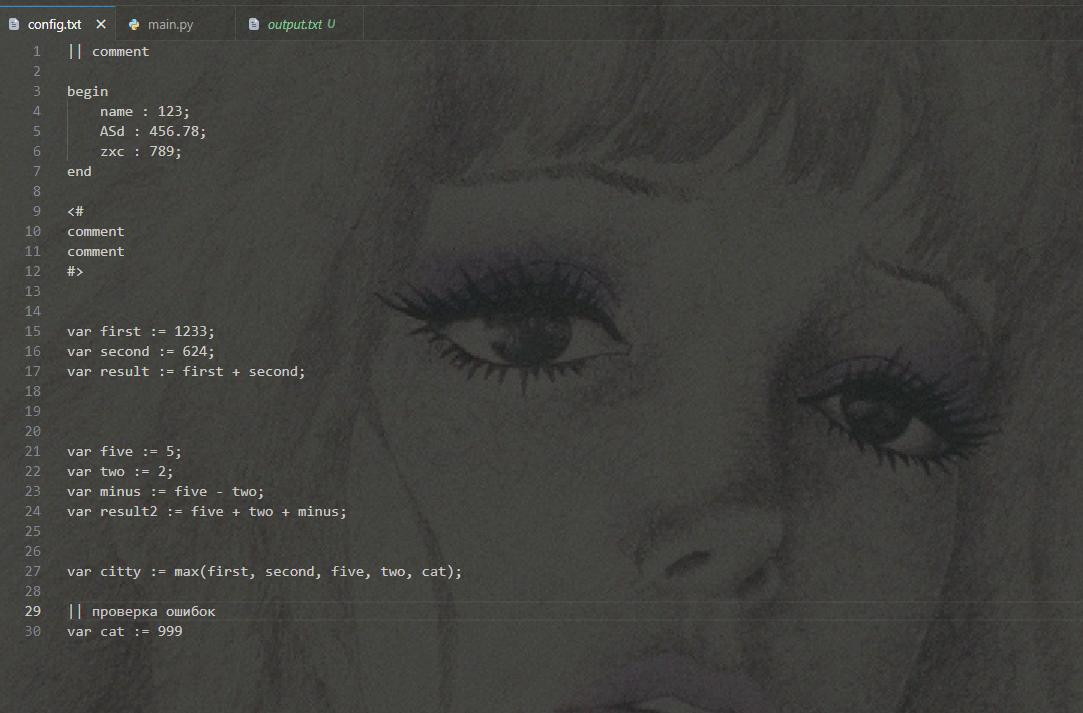 config.txt main.py output.txt U
1 || comment
2
3 begin
4 name : 123;
5 ASd : 456.78;
6 zxc : 789;
7 end
8
9 <#
10 comment
11 comment
12 #>
13
14
15 var first := 1233;
16 var second := 624;
17 var result := first + second;
18
19
20
21 var five := 5;
22 var two := 2;
23 var minus := five - two;
24 var result2 := five + two + minus;
25
26
27 var citty := max(first, second, five, two, cat);
28
29 || проверка ошибок
30 var cat := 999